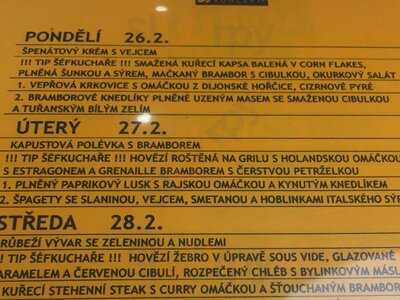 PONDĚLÍ 26.2.
ŠPENÁTOVÝ KRÉM S VEJCEM
!!! TIP ŠÉFKUCHAŘE !!! SMAŽENÁ KUŘECÍ KAPSA BALENÁ V CORN FLAKES,
PLNĚNÁ ŠUNKOU A SÝREM, MAČKANÝ BRAMBOR S CIBULKOU, OKURKOVÝ SALÁT
1. VEPŘOVÁ KRKOVICE S OMÁČKOU Z DIJONSKÉ HOŘČICE, CIZRNOVÉ PYRÉ
2. BRAMBOROVÉ KNEDLÍKY PLNĚNÉ UZENÝM MASEM SE SMAŽENOU CIBULKOU
A TUŘANSKÝM BÍLÝM ZELÍM
ÚTERÝ 27.2.
KAPUSTOVÁ POLÉVKA S BRAMBOREM
!!! TIP ŠÉFKUCHAŘE !!! HOVĚZÍ ROŠTĚNÁ NA GRILU S HOLANDSKOU OMÁČKOU
S ESTRAGONEM A GRENAILLE BRAMBOREM S ČERSTVOU PETRŽELKOU
1. PLNĚNÝ PAPRIKOVÝ LUSK S RAJSKOU OMÁČKOU A KYNUTÝM KNEDLÍKEM
2. ŠPAGETY SE SLANINOU, VEJCEM, SMETANOU A HOBLINKAMI ITALSKÉHO SÝR
STŘEDA 28.2.
DRŮBEŽÍ VÝVAR SE ZELENINOU A NUDLEMI
!!! TIP ŠÉFKUCHAŘE !!! HOVĚZÍ ŽEBRO V ÚPRAVĚ SOUS VIDE, GLAZOVANÉ
KARAMELEM A ČERVENOU CIBULÍ, ROZPEČENÝ CHLÉB S BYLINKOVÝM MÁSL
KUŘECÍ STEHENNÍ STEAK S CURRY OMÁČKOU A ŠŤOUCHANÝM BRAMBOR